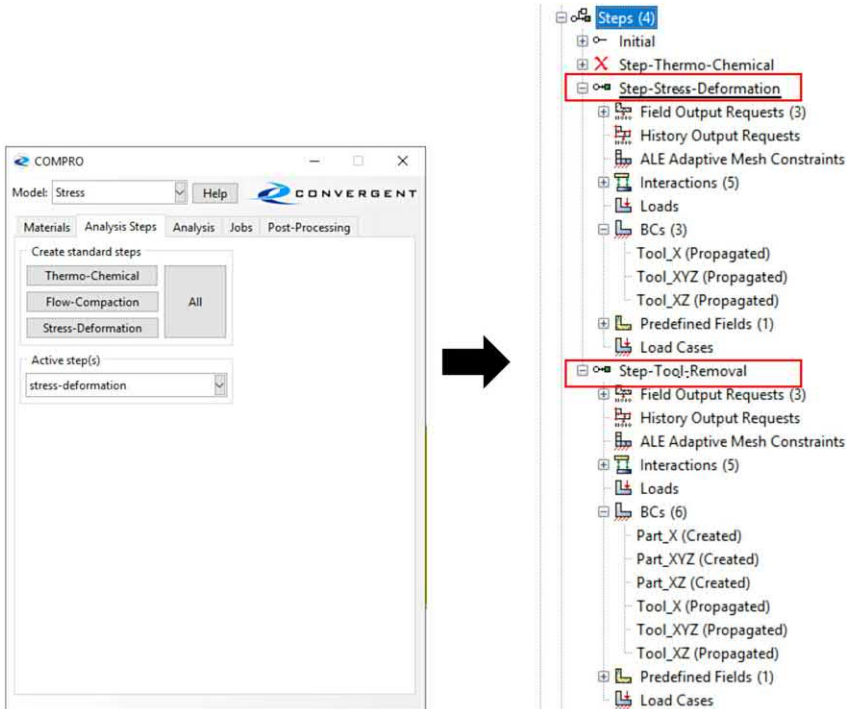 COMPRO
Model: Stress Help CONVERGENT
Materials Analysis Steps Analysis Jobs Post-Processing
Create standard steps
Thermo-Chemical
Flow-Compaction
Stress-Deformation
All
Active step(s)
stress-deformation
Steps (4)
Initial
Step-Thermo-Chemical
Step-Stress-Deformation
Field Output Requests (3)
History Output Requests
ALE Adaptive Mesh Constraints
Interactions (5)
Loads
BCs (3)
Tool_X (Propagated)
Tool_XYZ (Propagated)
Tool_XZ (Propagated)
Predefined Fields (1)
Load Cases
Step-Tool-Removal
Field Output Requests (3)
History Output Requests
ALE Adaptive Mesh Constraints
Interactions (5)
Loads
BCs (6)
Part_X (Created)
Part_XYZ (Created)
Part_XZ (Created)
Tool_X (Propagated)
Tool_XYZ (Propagated)
Tool_XZ (Propagated)
Predefined Fields (1)
Load Cases